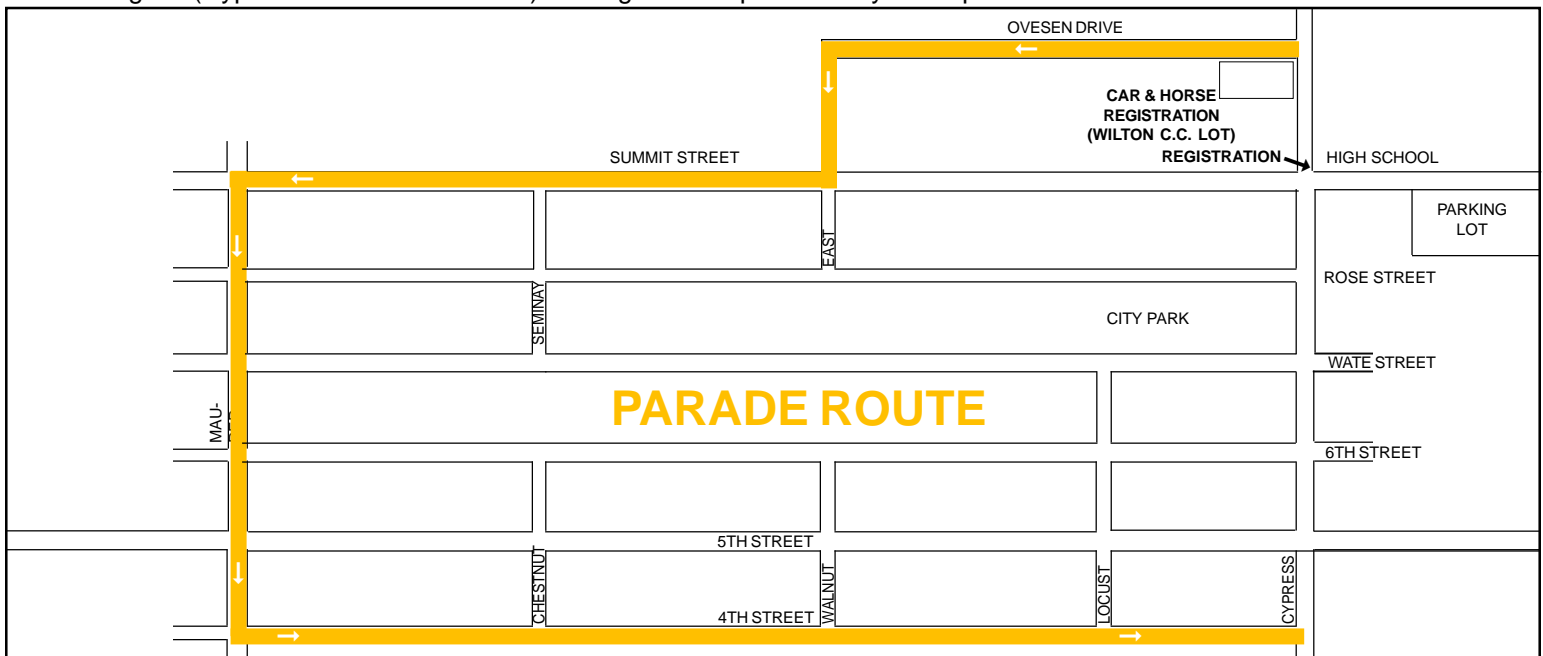 OVESEN DRIVE
CAR & HORSE
REGISTRATION
(WILTON C.C. LOT)
REGISTRATION
HIGH SCHOOL
SUMMIT STREET
PARKING
LOT
EAST
ROSE STREET
SEMINAY
CITY PARK
WATE STREET
PARADE ROUTE
MAU-
6TH STREET
5TH STREET
CHESTNUT
WALNUT
LOCUST
CYPRESS
4TH STREET